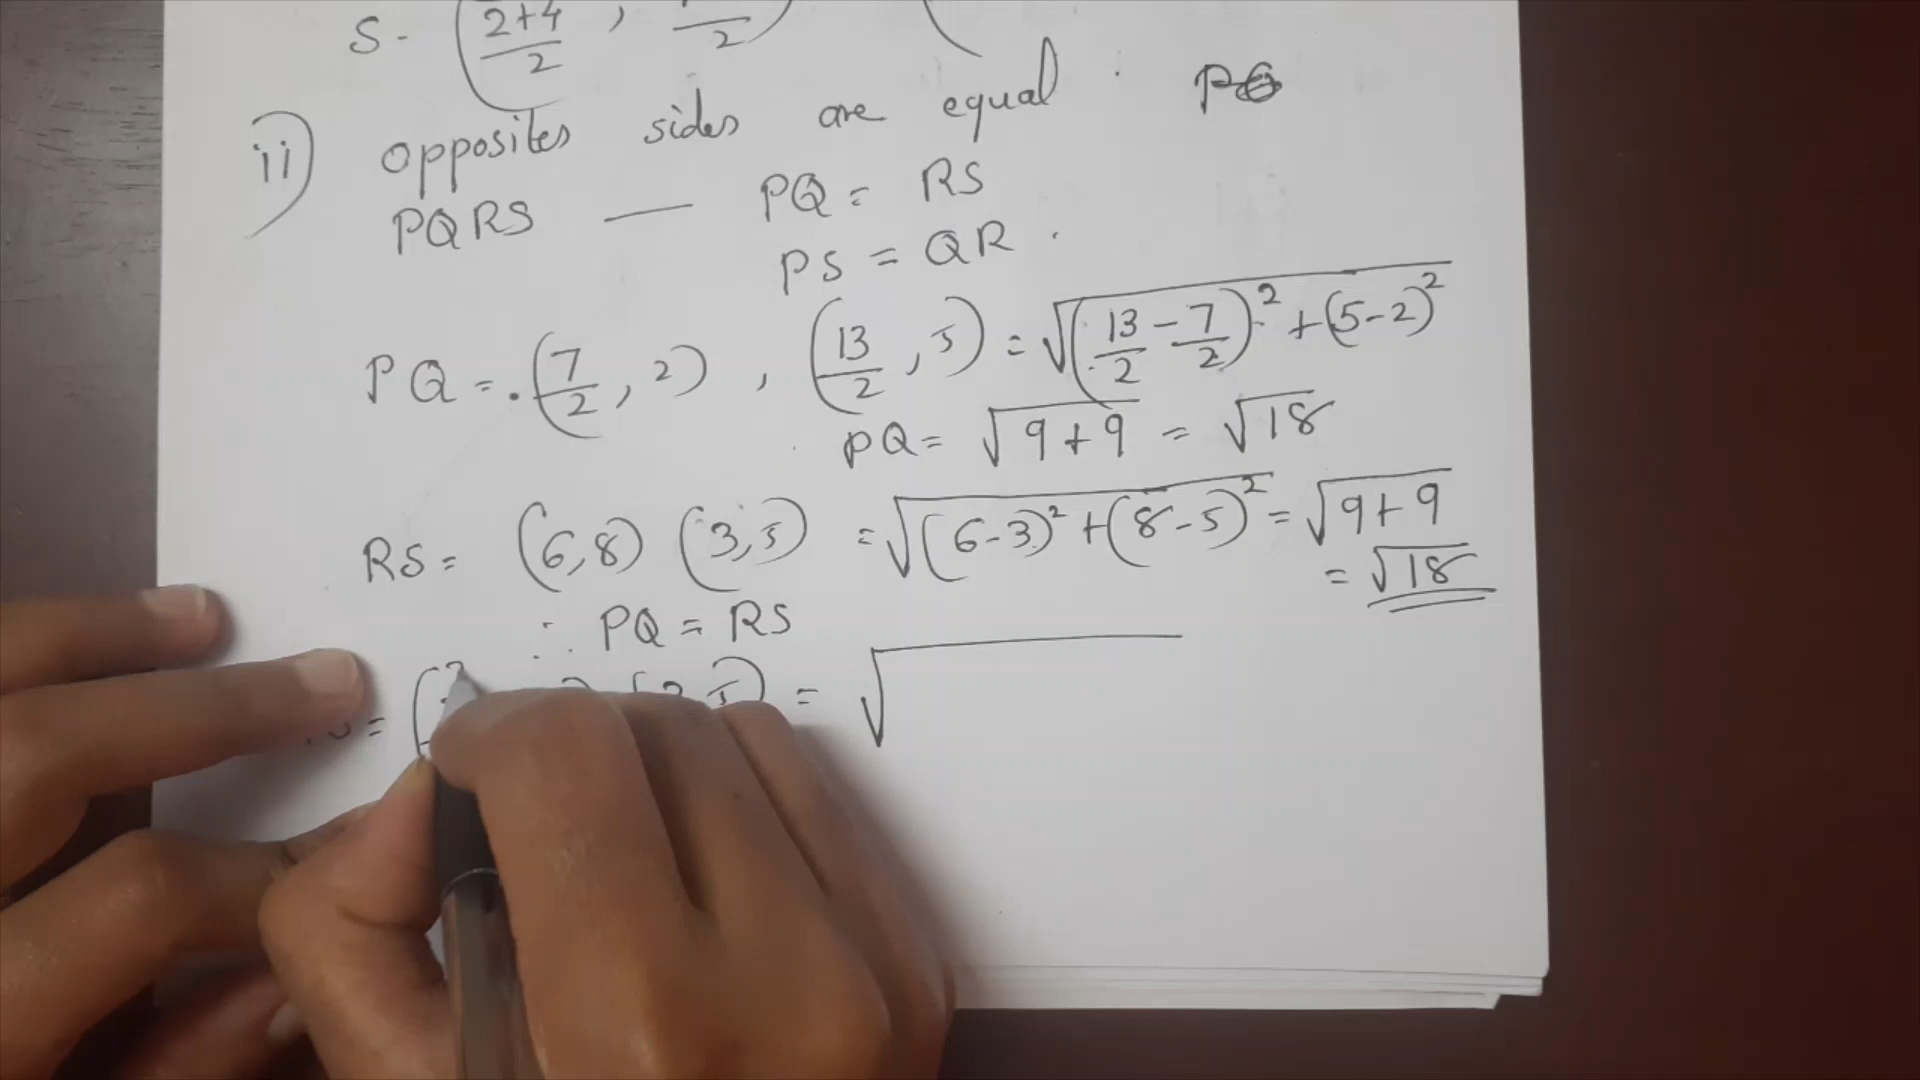 S - (2+4/2 , /2) (
ii) opposites sides are equal . PQ
PQRS — PQ = RS
PS = QR .
PQ = . (7/2 , 2) , (13/2 , 5) = √(13/2 - 7/2)² + (5-2)²
PQ = √9+9 = √18
RS = (6,8) (3,5) = √(6-3)² + (8-5)² = √9+9
= √18
∴ PQ = RS
= ( 5) = √